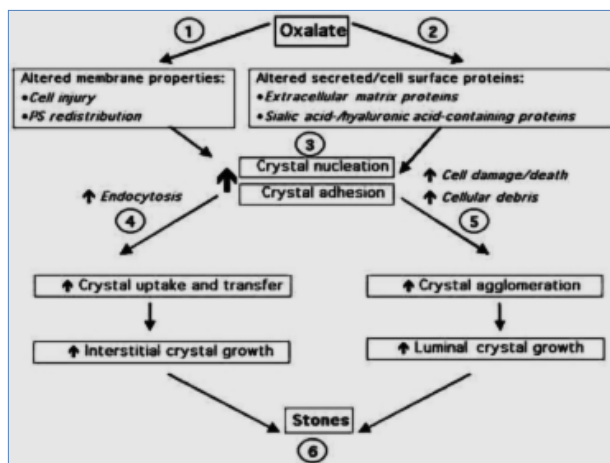 1
Oxalate
2
Altered membrane properties:
•Cell injury
•PS redistribution
Altered secreted/cell surface proteins:
•Extracellular matrix proteins
•Sialic acid-/hyaluronic acid-containing proteins
3
↑ Crystal nucleation
Crystal adhesion
↑ Endocytosis
4
↑ Cell damage/death
↑ Cellular debris
5
↑ Crystal uptake and transfer
↑ Crystal agglomeration
↑ Interstitial crystal growth
↑ Luminal crystal growth
Stones
6